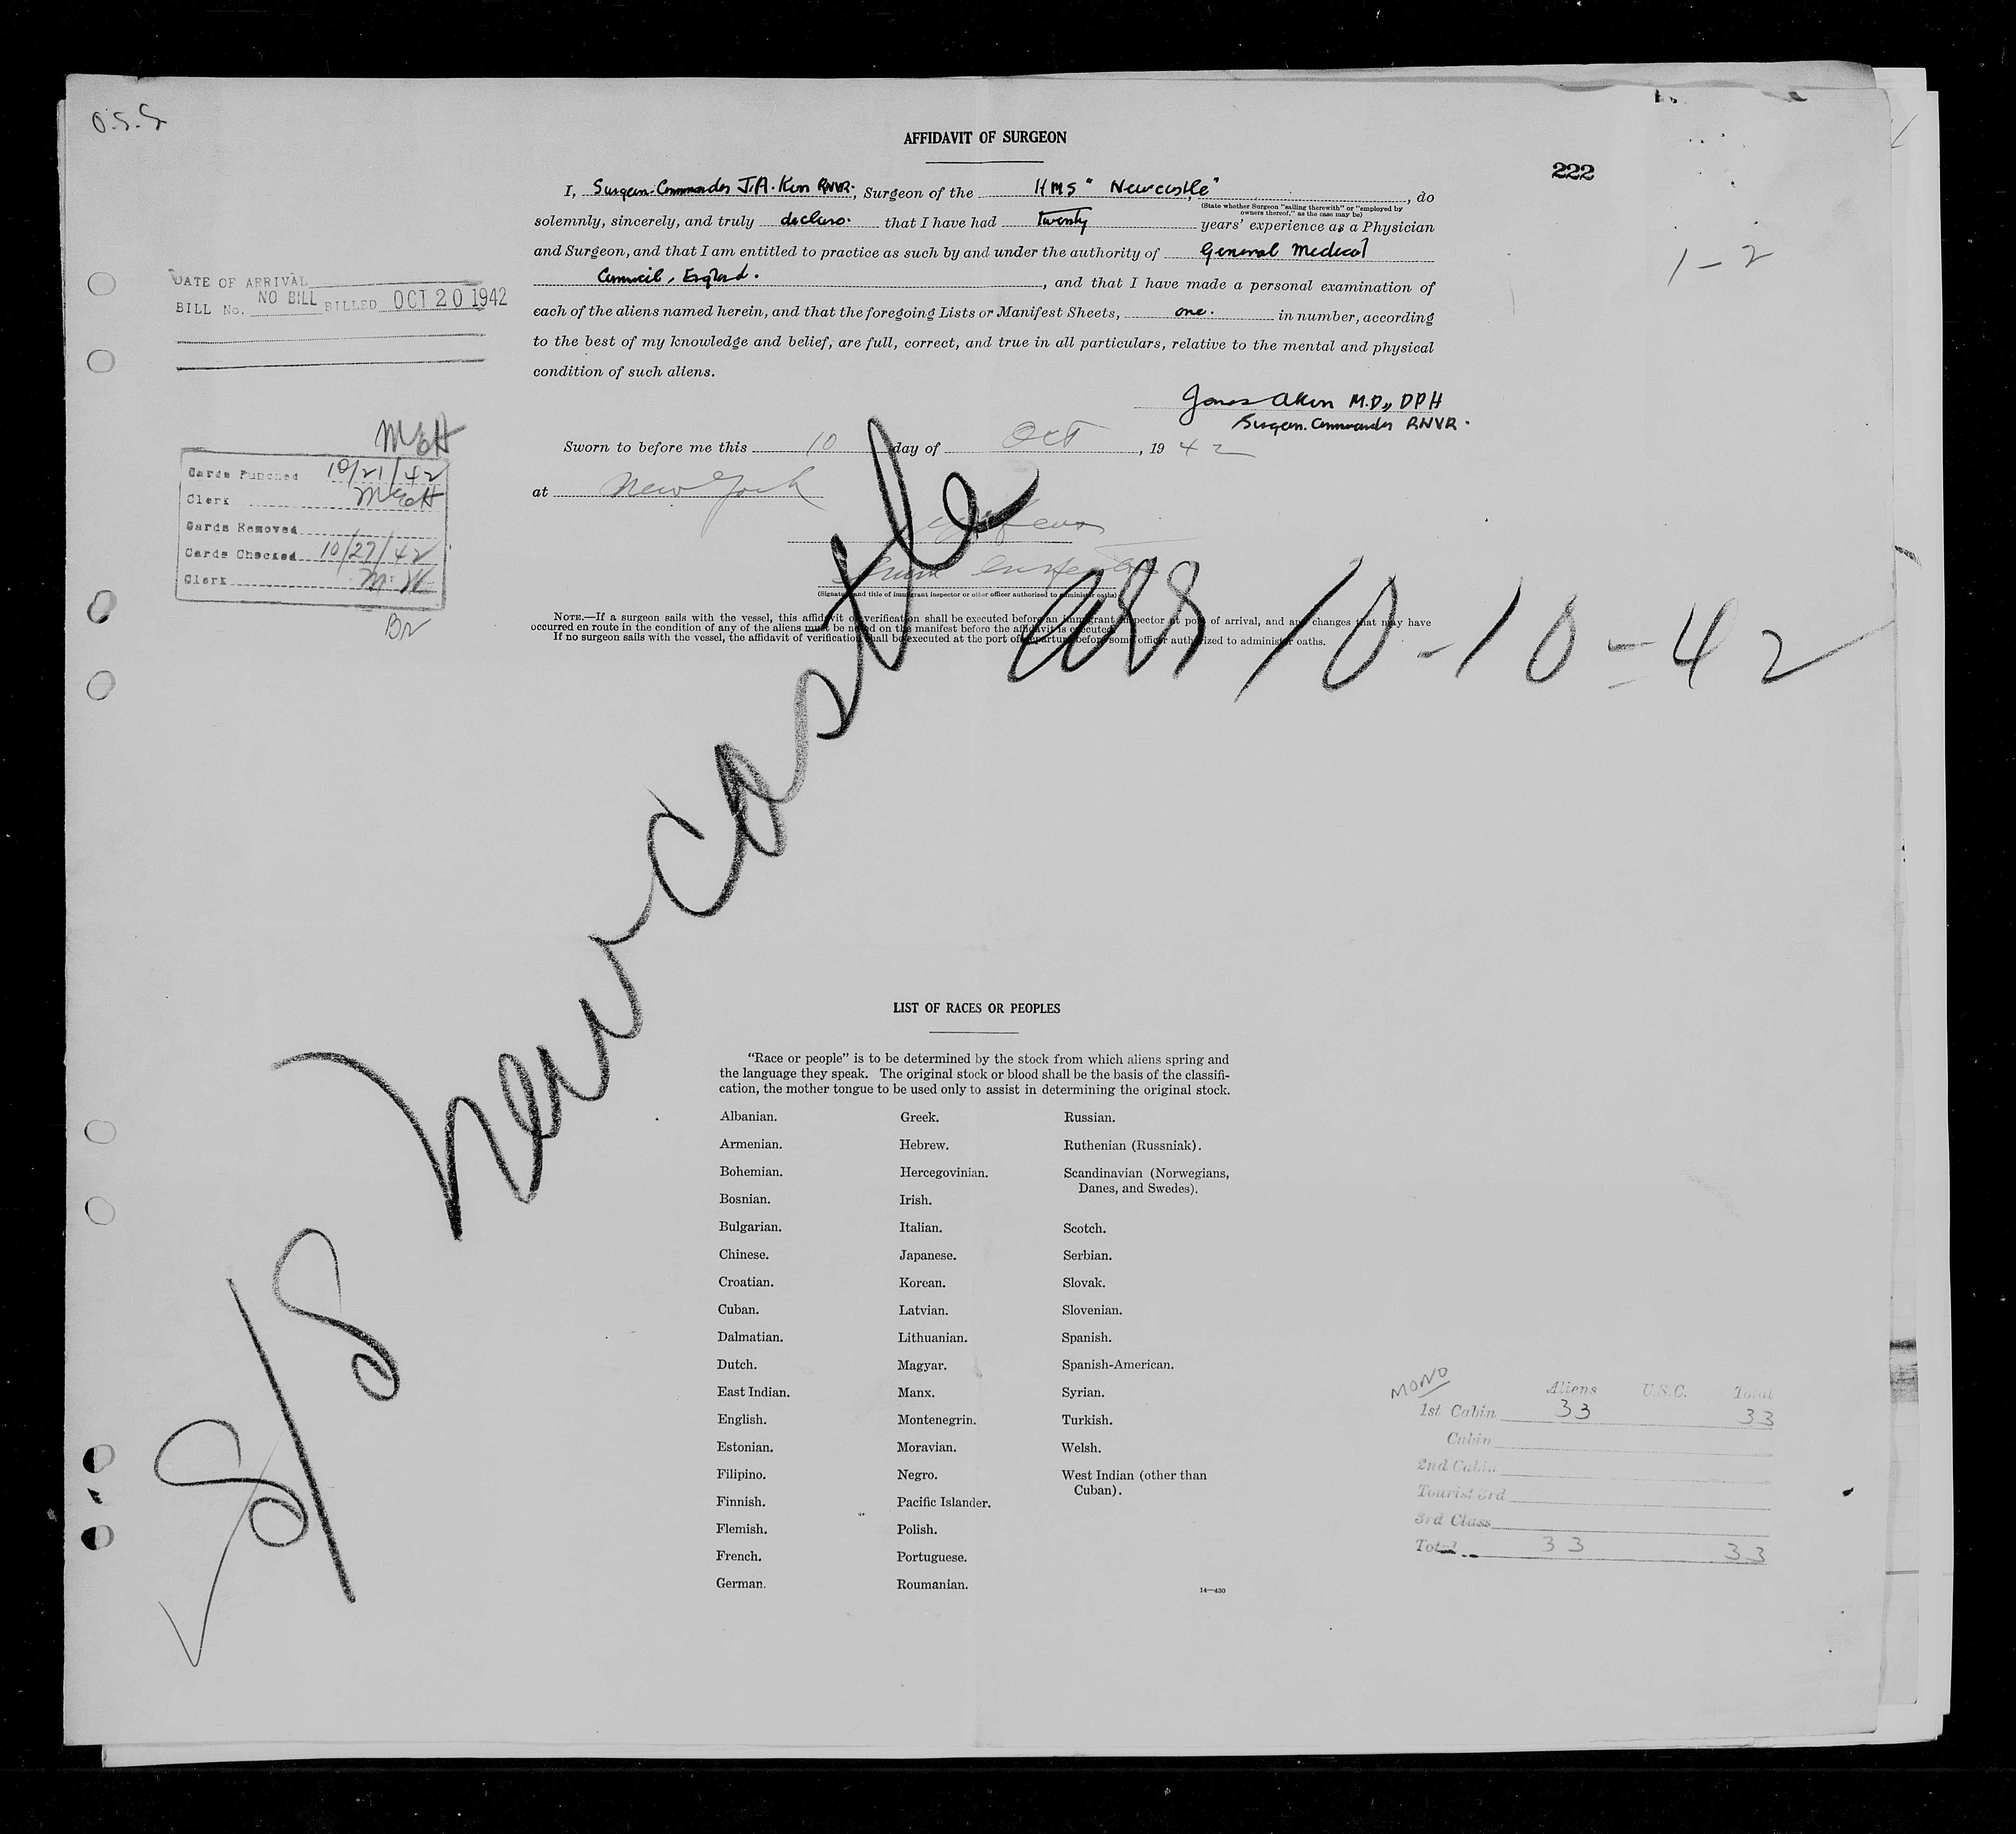 O.S.S
AFFIDAVIT OF SURGEON
222
I, Surgeon-Commander J.A. Ken RNVR., Surgeon of the HMS "Newcastle", do
(State whether Surgeon "sailing therewith" or "employed by
owners thereof," as the case may be)
solemnly, sincerely, and truly declare. that I have had twenty years' experience as a Physician
and Surgeon, and that I am entitled to practice as such by and under the authority of General Medical
Council, England.
, and that I have made a personal examination of
each of the aliens named herein, and that the foregoing Lists or Manifest Sheets, one. in number, according
to the best of my knowledge and belief, are full, correct, and true in all particulars, relative to the mental and physical
condition of such aliens.
1-2
DATE OF ARRIVAL
BILL No. NO BILL BILLED OCT 20 1942
M.D., DPH
Surgeon. Commander RNVR.
Sworn to before me this 10 day of Oct, 1942
at New York
(Signature and title of immigrant inspector or other officer authorized to administer oaths)
NOTE.—If a surgeon sails with the vessel, this affidavit of verification shall be executed before an immigrant inspector at port of arrival, and any changes that may have
occurred en route in the condition of any of the aliens must be noted on the manifest before the affidavit is executed.
If no surgeon sails with the vessel, the affidavit of verification shall be executed at the port of departure before some officer authorized to administer oaths.
McH
Cards Punched 10/21/42
Clerk McH
Cards Removed
Cards Checked 10/27/42
Clerk
S/S Newcastle
arr 10-10-42
LIST OF RACES OR PEOPLES
"Race or people" is to be determined by the stock from which aliens spring and
the language they speak. The original stock or blood shall be the basis of the classifi-
cation, the mother tongue to be used only to assist in determining the original stock.
Albanian.
Armenian.
Bohemian.
Bosnian.
Bulgarian.
Chinese.
Croatian.
Cuban.
Dalmatian.
Dutch.
East Indian.
English.
Estonian.
Filipino.
Finnish.
Flemish.
French.
German.
Greek.
Hebrew.
Hercegovinian.
Irish.
Italian.
Japanese.
Korean.
Latvian.
Lithuanian.
Magyar.
Manx.
Montenegrin.
Moravian.
Negro.
Pacific Islander.
Polish.
Portuguese.
Roumanian.
Russian.
Ruthenian (Russniak).
Scandinavian (Norwegians,
Danes, and Swedes).
Scotch.
Serbian.
Slovak.
Slovenian.
Spanish.
Spanish-American.
Syrian.
Turkish.
Welsh.
West Indian (other than
Cuban).
14—430
MONO
Aliens U.S.C. Total
1st Cabin 33 33
Cabin
2nd Cabin
Tourist 3rd
3rd Class
Total 33 33